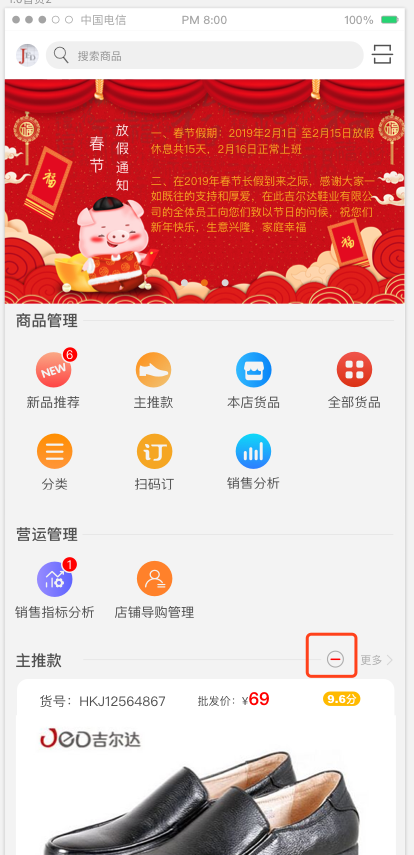 中国电信 PM 8:00 100%
JED 搜索商品
放假通知
春节
一、春节假期：2019年2月1日 至2月15日放假
休息共15天，2月16日正常上班
二、在2019年春节长假到来之际，感谢大家一
如既往的支持和厚爱，在此吉尔达鞋业有限公
司的全体员工向您们致以节日的问候，祝您们
新年快乐，生意兴隆，家庭幸福
福
福
福
福
商品管理
NEW 6
新品推荐 主推款 本店货品 全部货品
订
分类 扫码订 销售分析
营运管理
1
销售指标分析 店铺导购管理
主推款 更多
货号：HKJ12564867 批发价：¥69 9.6分
JeD吉尔达